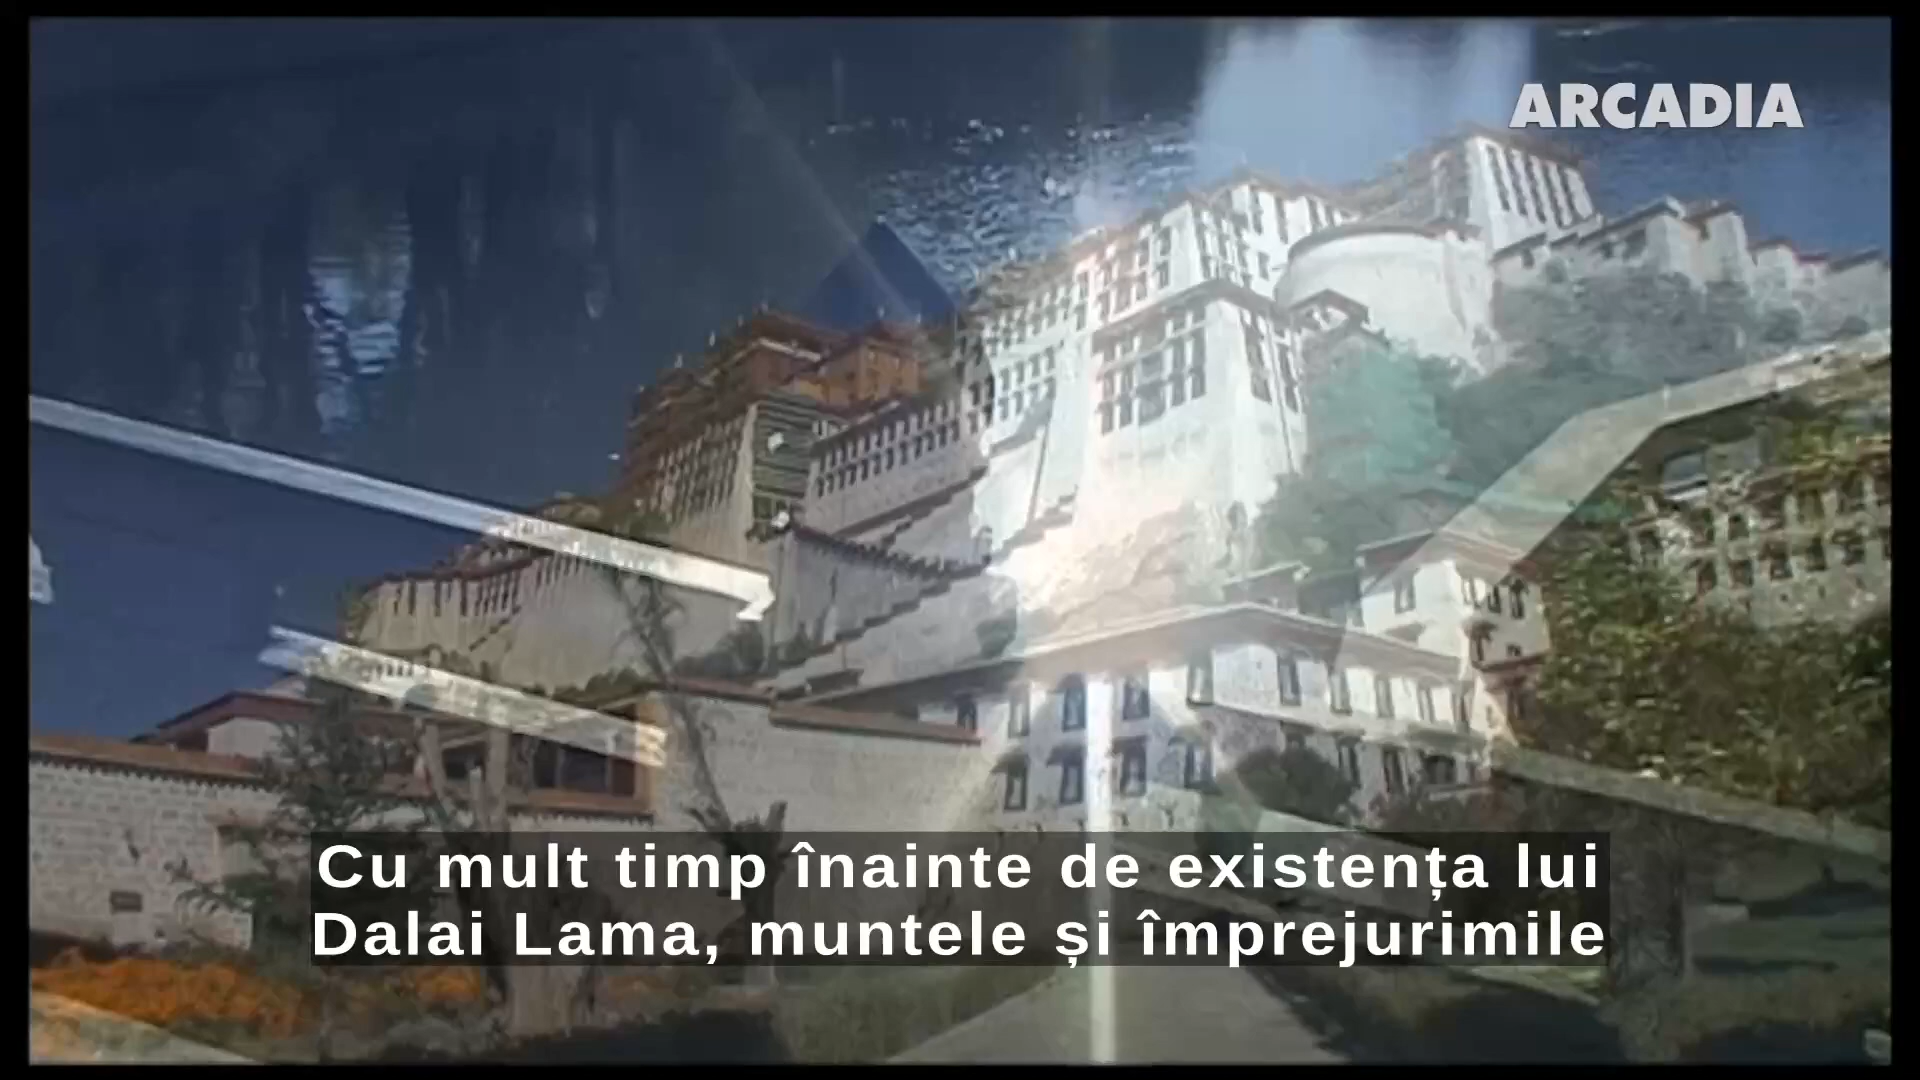 ARCADIA
Cu mult timp înainte de existența lui
Dalai Lama, muntele și împrejurimile